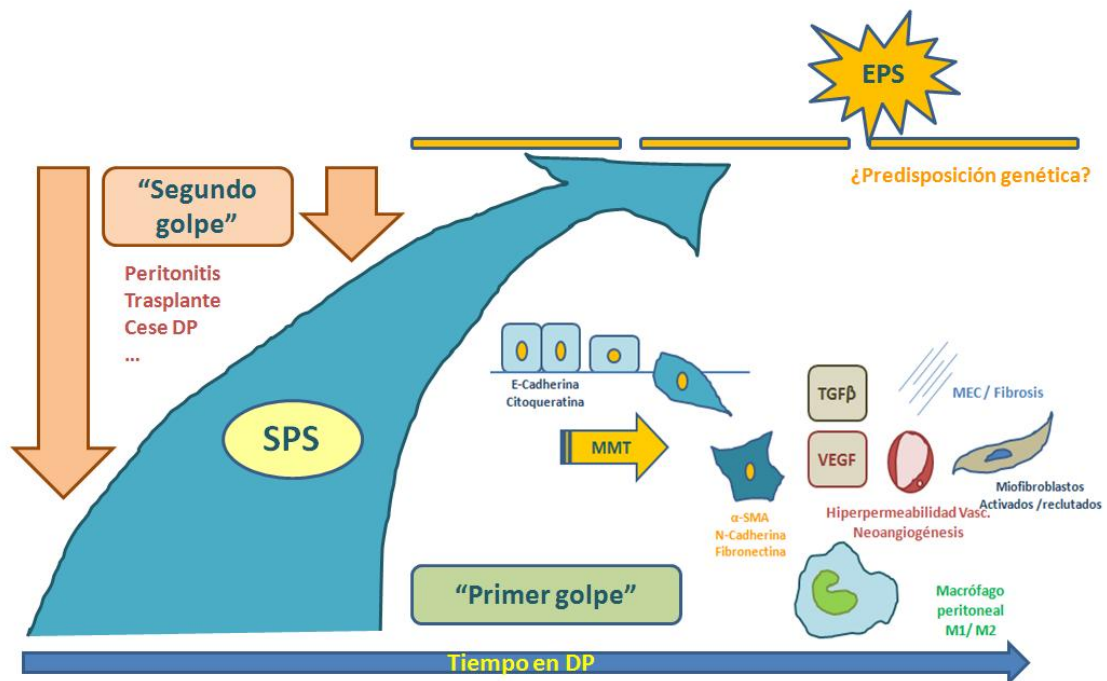 EPS
¿Predisposición genética?
“Segundo
golpe”
Peritonitis
Trasplante
Cese DP
...
SPS
E-Cadherina
Citoqueratina
MMT
α-SMA
N-Cadherina
Fibronectina
TGFβ
VEGF
MEC / Fibrosis
Miofibroblastos
Activados /reclutados
Hiperpermeabilidad Vasc.
Neoangiogénesis
“Primer golpe”
Macrófago
peritoneal
M1/ M2
Tiempo en DP